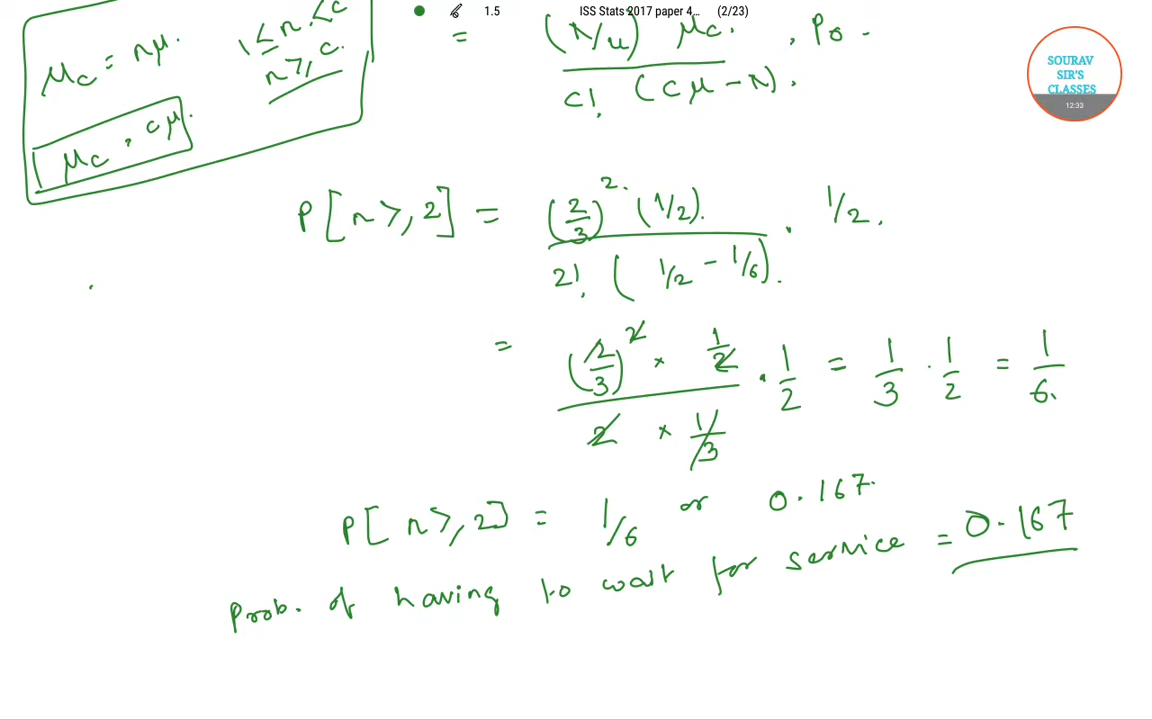 1.5 ISS Stats 2017 paper 4... (2/23)
SOURAV
SIR'S
CLASSES
12:33
μc = nμ. 1 ≤ n < c
n ≥, c.
μc , cμ.
= (λ/μ) μc. / c! (cμ - λ) . , P0 -
P[n ≥, 2] = (2/3)^2. (1/2). / 2! (1/2 - 1/6) . 1/2.
= (2/3)^2 × 1/2 / 2 × 1/3 . 1/2 = 1/3 . 1/2 = 1/6.
P[n ≥, 2] = 1/6 or 0.167.
Prob. of having to wait for service = 0.167